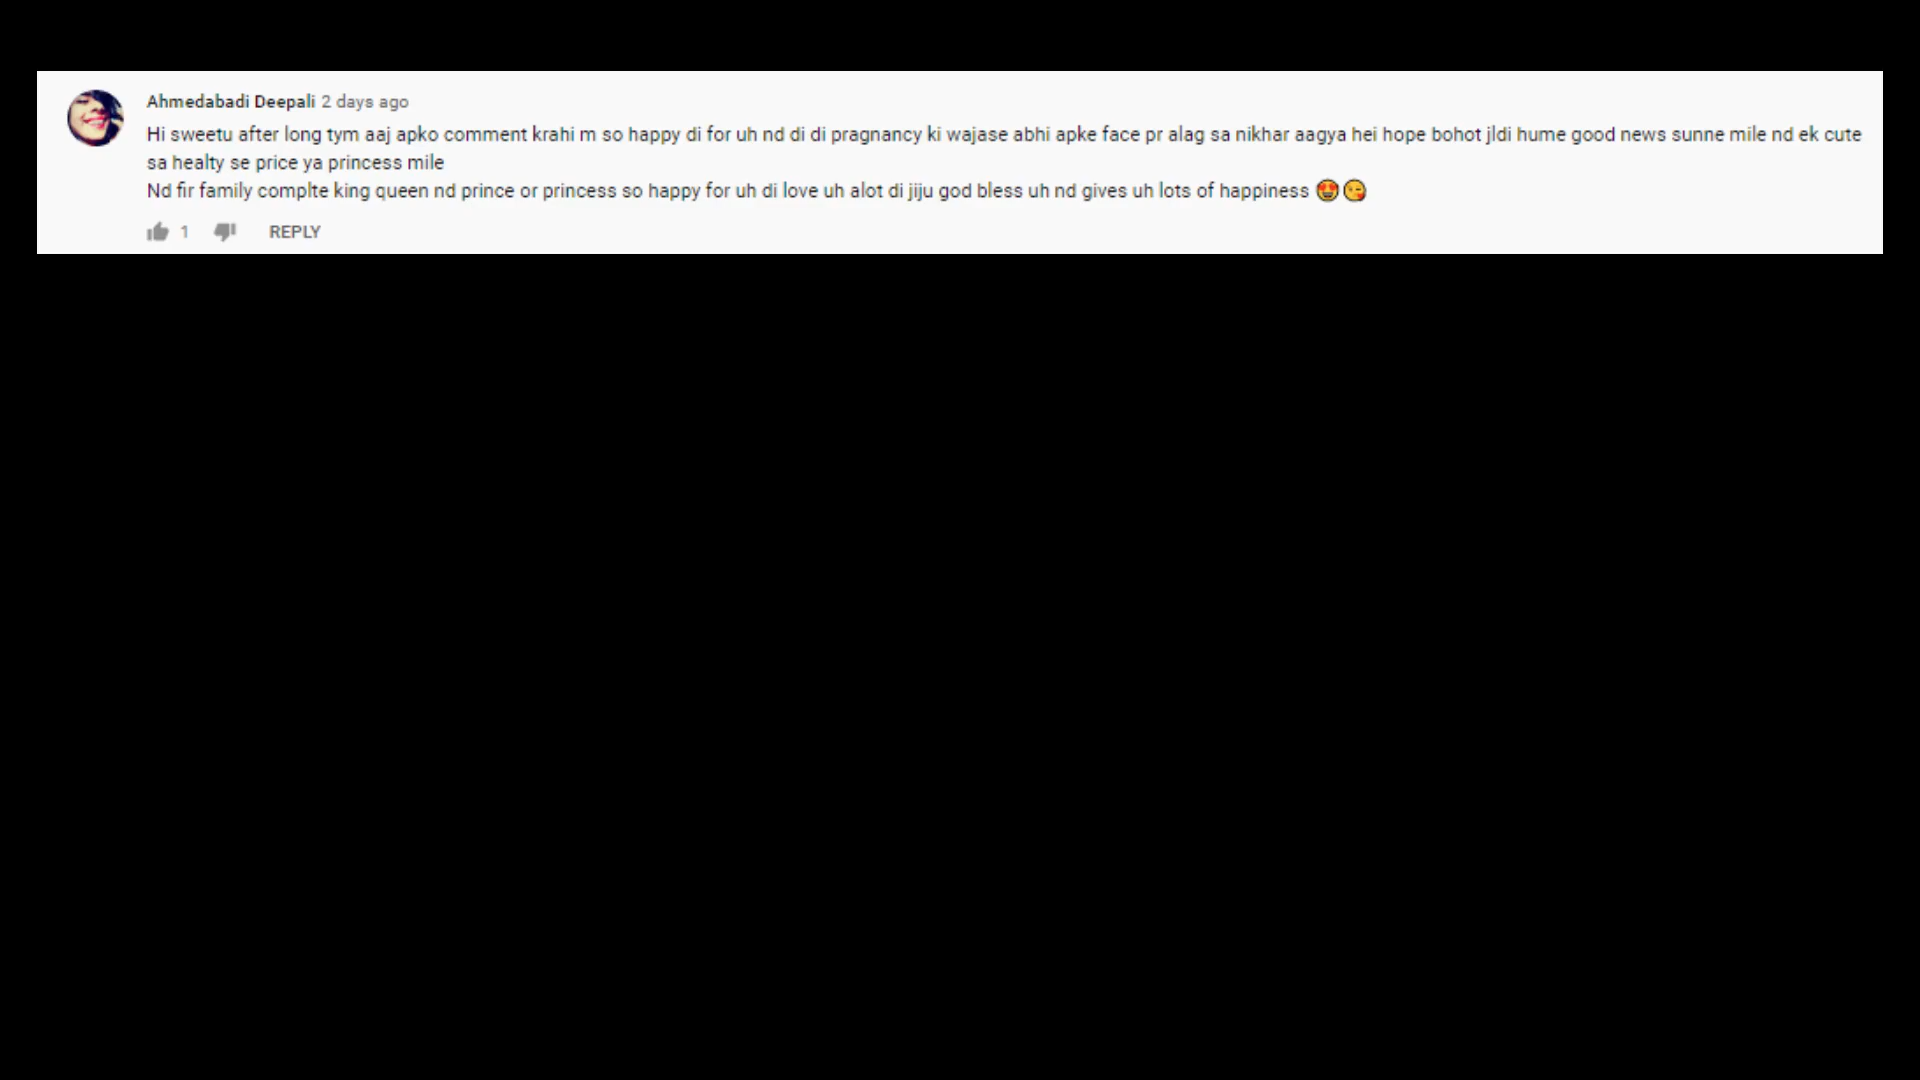 Ahmedabadi Deepali 2 days ago
Hi sweetu after long tym aaj apko comment krahi m so happy di for uh nd di di pragnancy ki wajase abhi apke face pr alag sa nikhar aagya hei hope bohot jldi hume good news sunne mile nd ek cute
sa healty se price ya princess mile
Nd fir family complte king queen nd prince or princess so happy for uh di love uh alot di jiju god bless uh nd gives uh lots of happiness 😍😘
1 REPLY